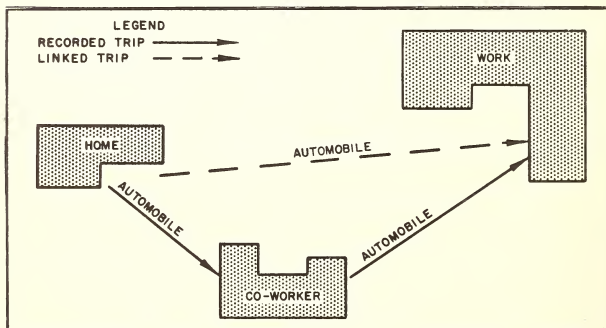 LEGEND
RECORDED TRIP
LINKED TRIP
WORK
HOME
AUTOMOBILE
AUTOMOBILE
AUTOMOBILE
CO-WORKER